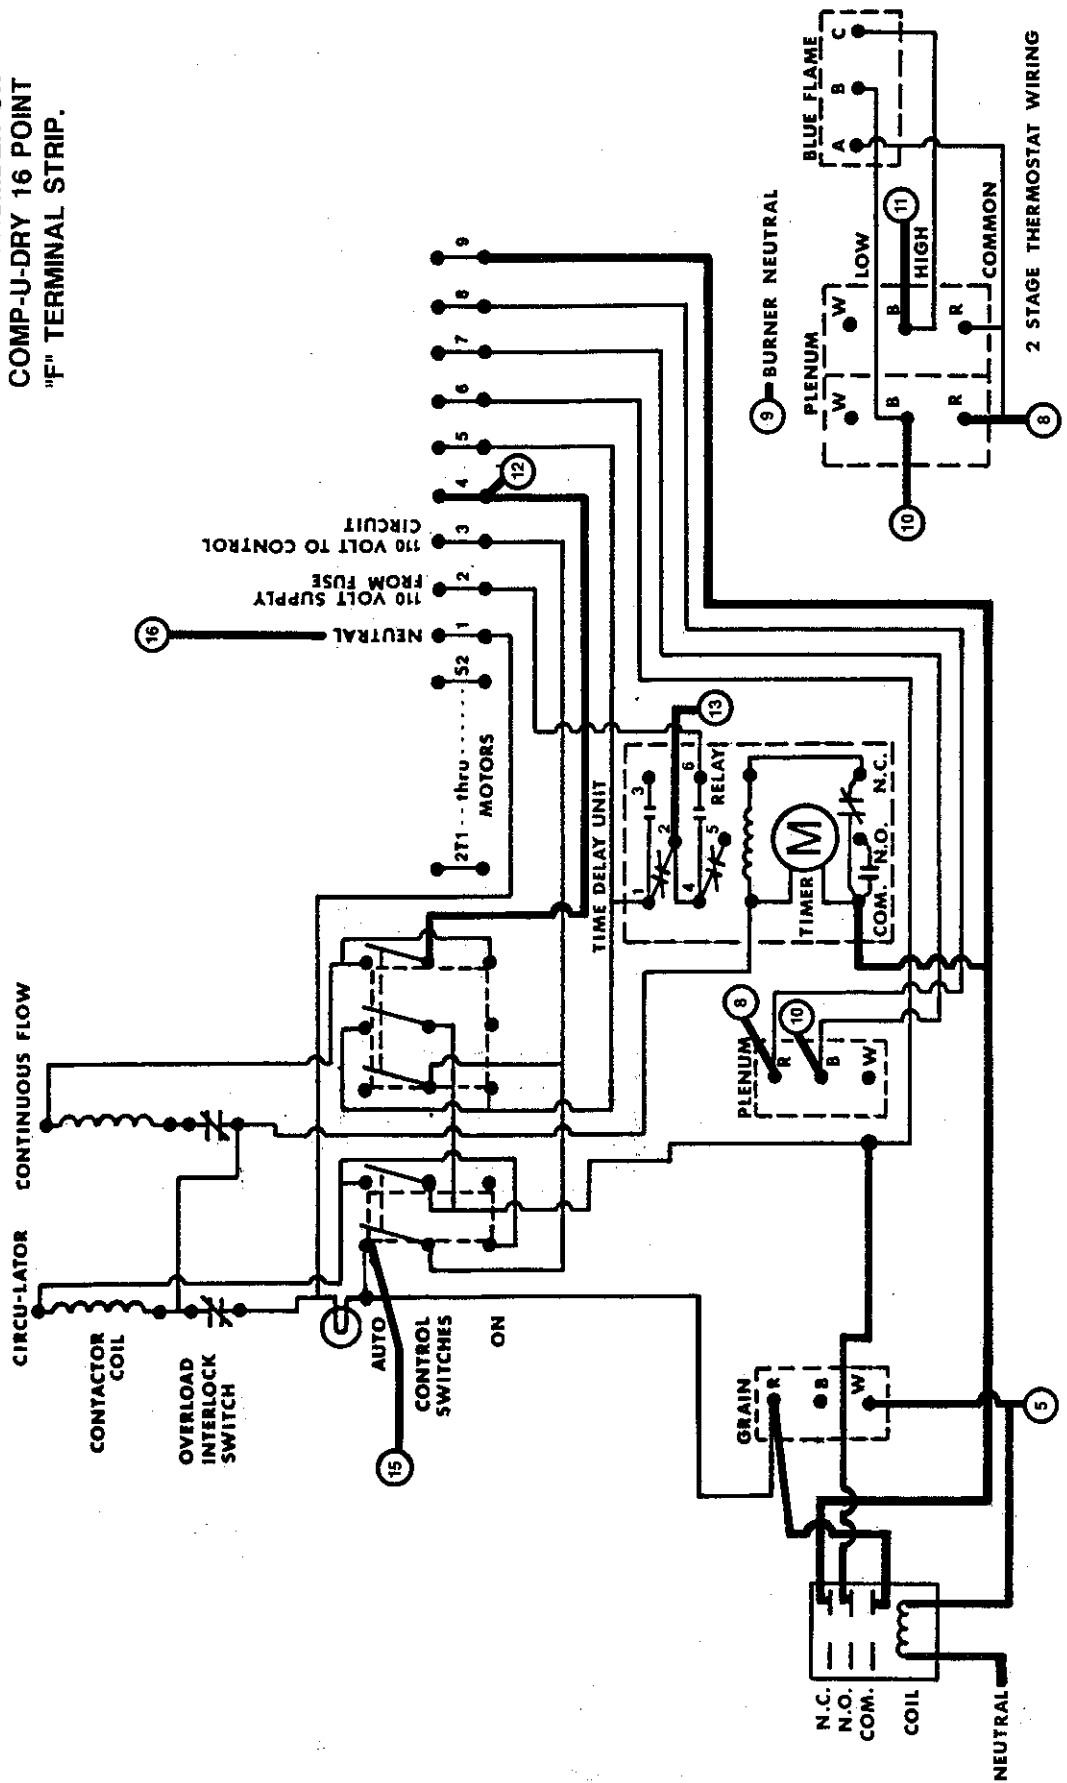 COMP-U-DRY 16 POINT
"F" TERMINAL STRIP.
CIRCU-LATOR
CONTINUOUS FLOW
CONTACTOR
COIL
OVERLOAD
INTERLOCK
SWITCH
16
NEUTRAL
110 VOLT SUPPLY
FROM FUSE
110 VOLT TO CONTROL
CIRCUIT
AUTO
CONTROL
SWITCHES
ON
15
2T1 -- thru ------ S2
MOTORS
1
2
3
4
5
6
7
8
9
12
TIME DELAY UNIT
1
2
3
4
5
6
RELAY
13
TIMER
M
COM.
N.O.
N.C.
GRAIN
R
B
W
5
PLENUM
R
B
W
8
10
9 BURNER NEUTRAL
PLENUM
W
W
B
B
R
R
LOW
HIGH
COMMON
10
11
8
BLUE FLAME
A
B
C
2 STAGE THERMOSTAT WIRING
N.C.
N.O.
COM.
COIL
NEUTRAL